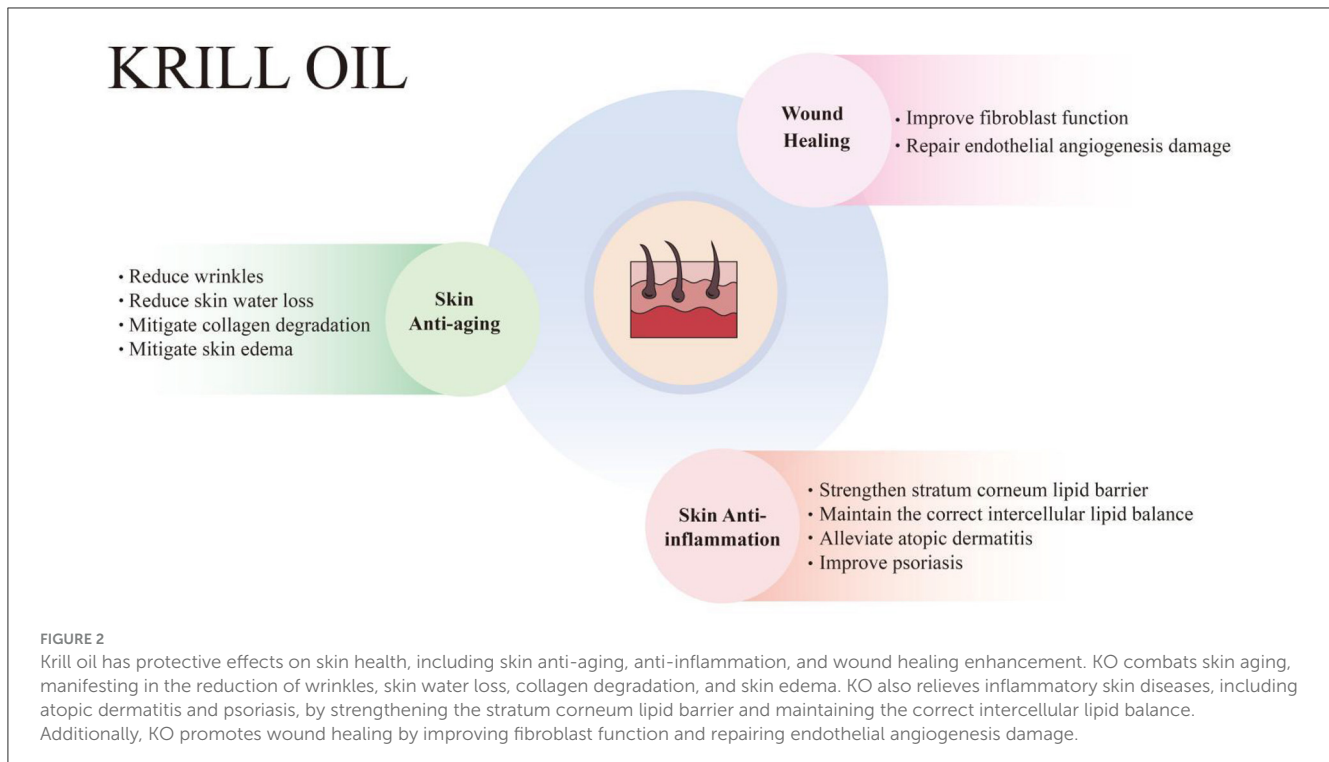 KRILL OIL
Wound
Healing
• Improve fibroblast function
• Repair endothelial angiogenesis damage
• Reduce wrinkles
• Reduce skin water loss
• Mitigate collagen degradation
• Mitigate skin edema
Skin
Anti-aging
Skin Anti-
inflammation
• Strengthen stratum corneum lipid barrier
• Maintain the correct intercellular lipid balance
• Alleviate atopic dermatitis
• Improve psoriasis
FIGURE 2
Krill oil has protective effects on skin health, including skin anti-aging, anti-inflammation, and wound healing enhancement. KO combats skin aging,
manifesting in the reduction of wrinkles, skin water loss, collagen degradation, and skin edema. KO also relieves inflammatory skin diseases, including
atopic dermatitis and psoriasis, by strengthening the stratum corneum lipid barrier and maintaining the correct intercellular lipid balance.
Additionally, KO promotes wound healing by improving fibroblast function and repairing endothelial angiogenesis damage.